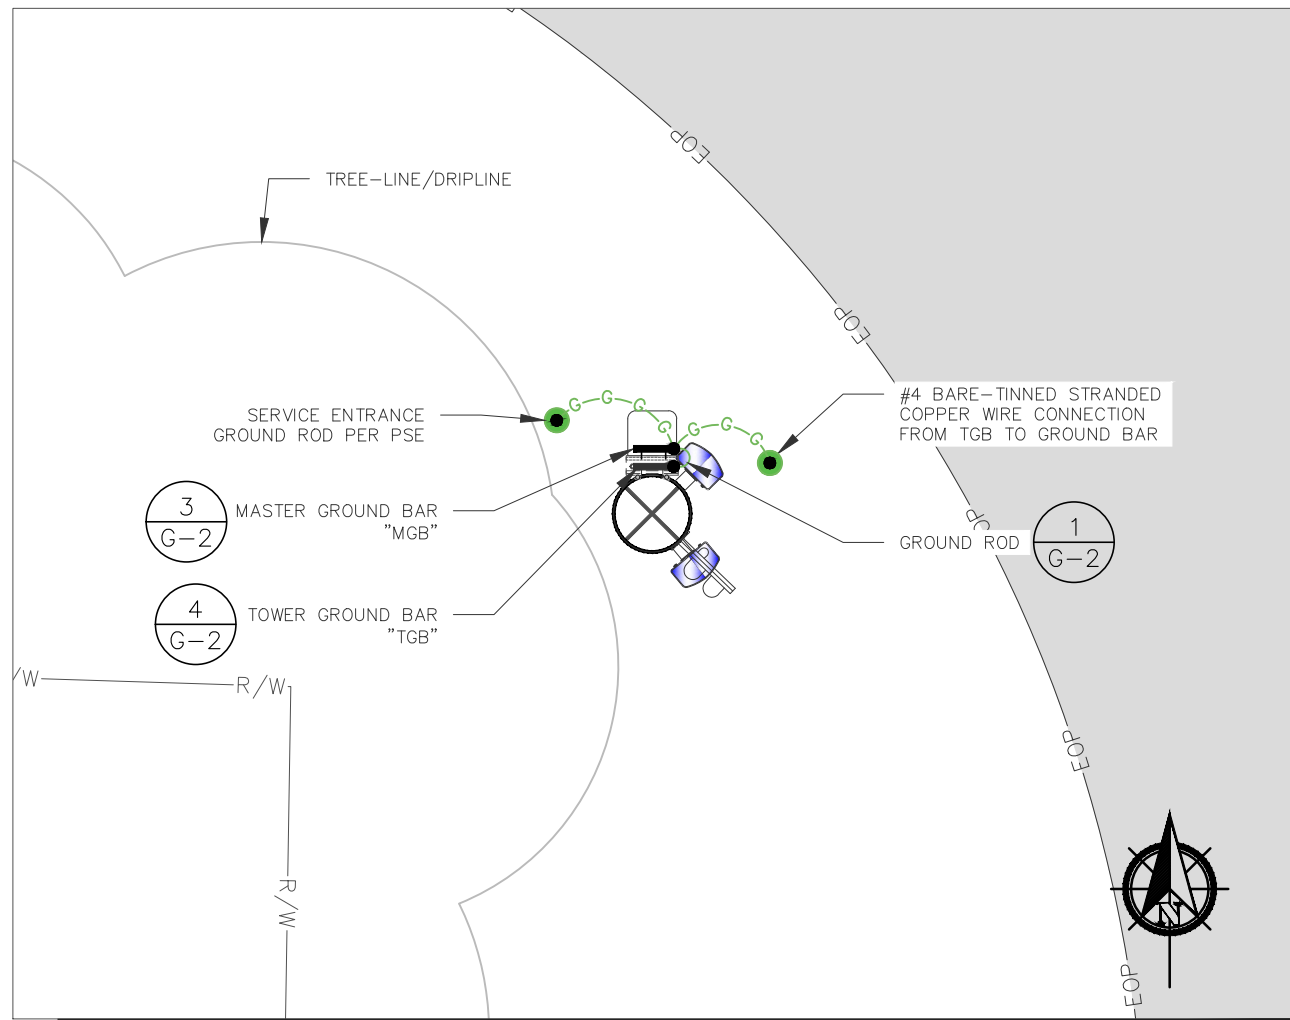 EOP
TREE-LINE/DRIPLINE
EOP
#4 BARE-TINNED STRANDED
COPPER WIRE CONNECTION
FROM TGB TO GROUND BAR
G G G
G
G G G
SERVICE ENTRANCE
GROUND ROD PER PSE
3
G-2
MASTER GROUND BAR
"MGB"
EOP
GROUND ROD
1
G-2
4
G-2
TOWER GROUND BAR
"TGB"
/W
R/W
R/W
EOP
N
EOP